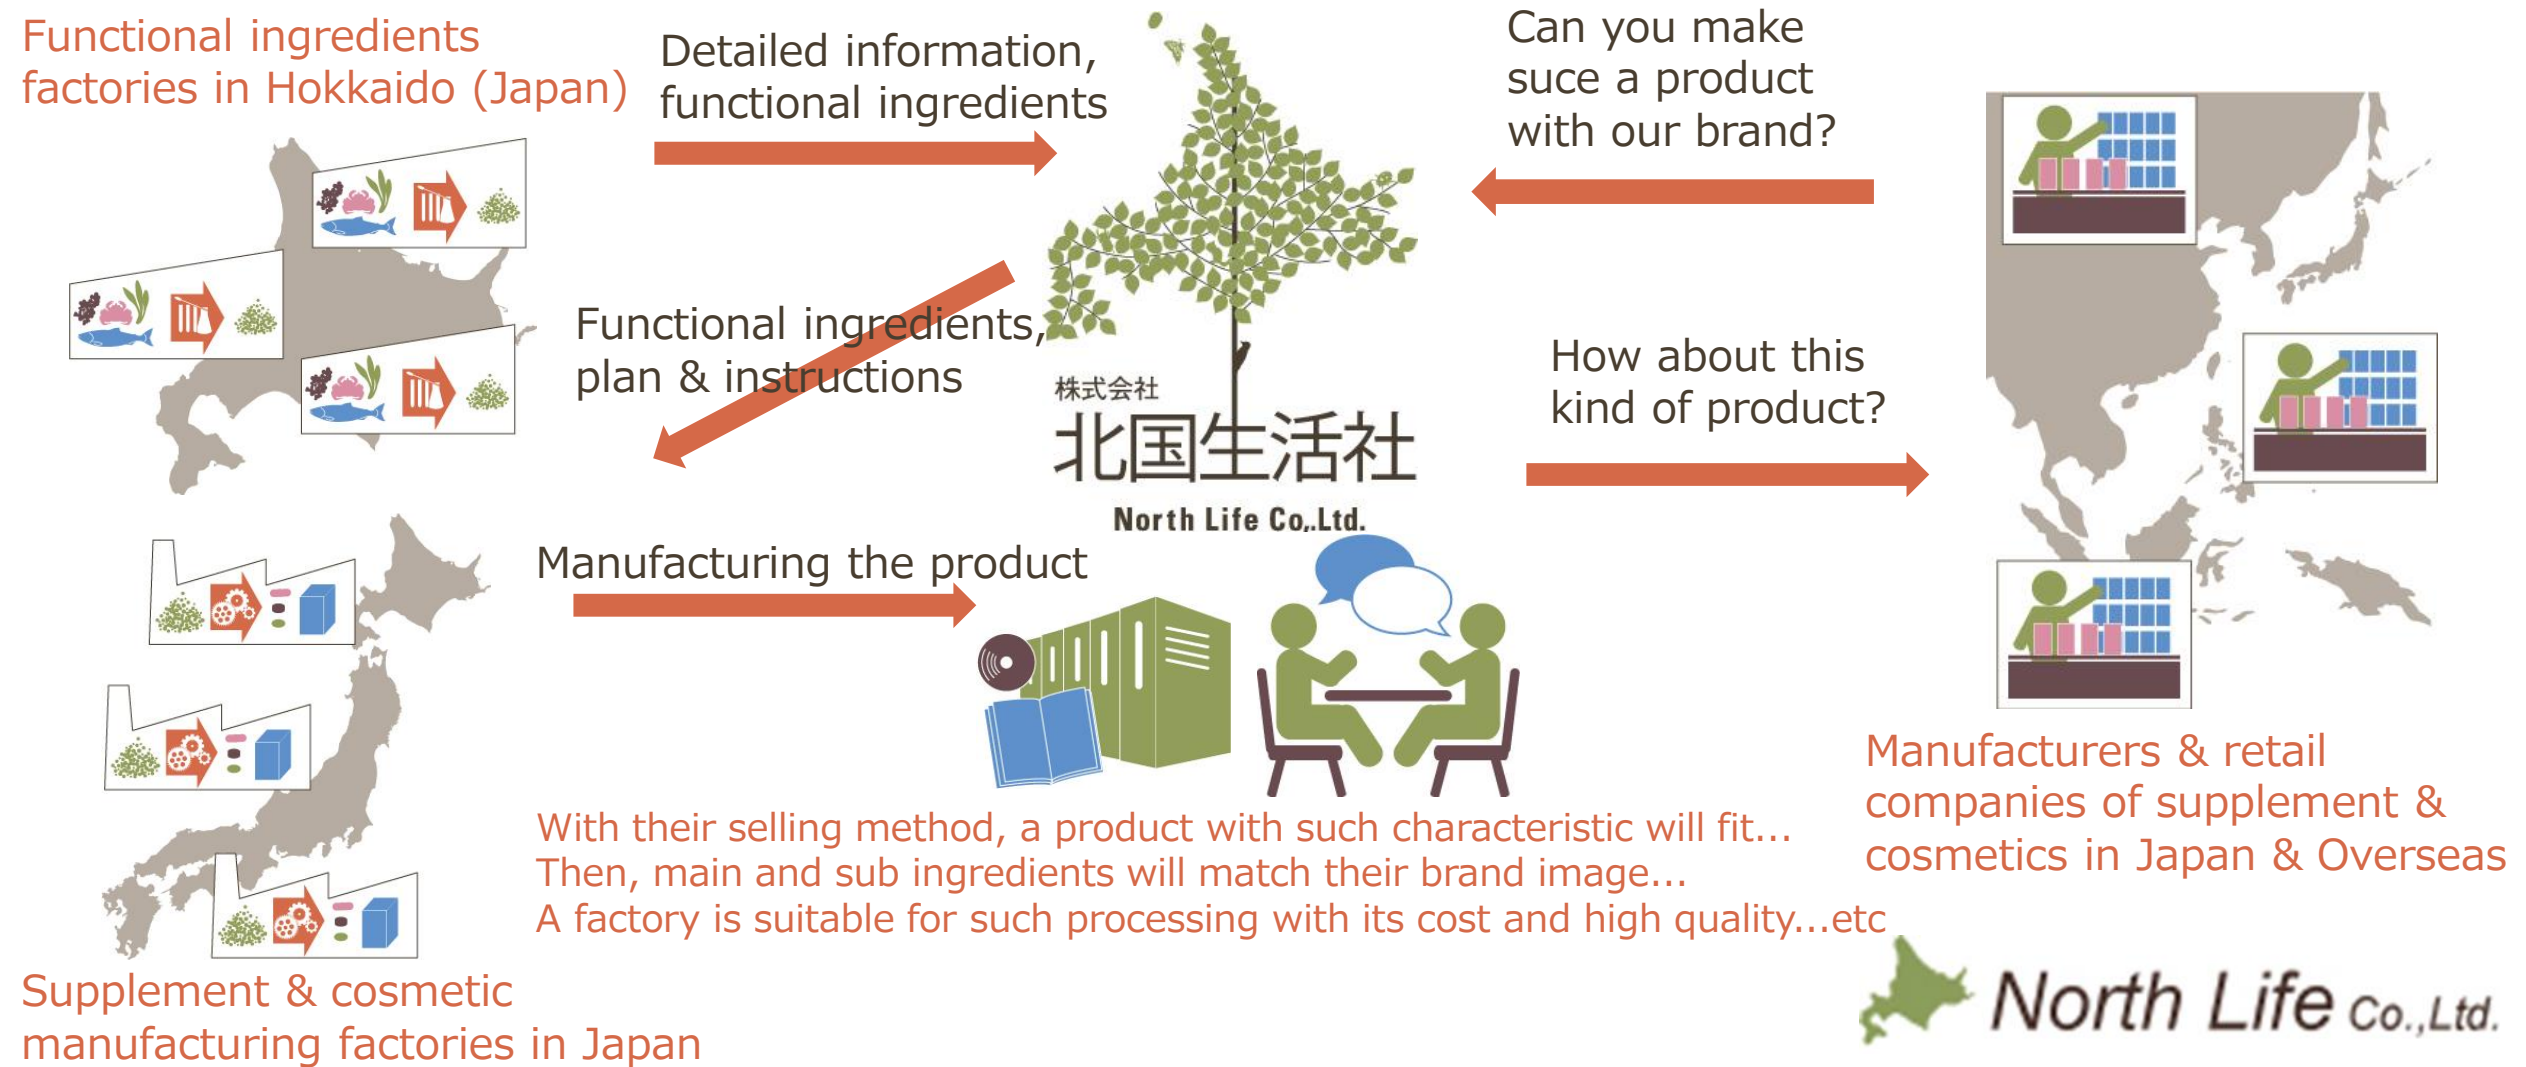 Functional ingredients
factories in Hokkaido (Japan)
Detailed information,
functional ingredients
Can you make
suce a product
with our brand?
Functional ingredients,
plan & instructions
How about this
kind of product?
株式会社
北国生活社
North Life Co,.Ltd.
Manufacturing the product
With their selling method, a product with such characteristic will fit...
Then, main and sub ingredients will match their brand image...
A factory is suitable for such processing with its cost and high quality...etc
Manufacturers & retail
companies of supplement &
cosmetics in Japan & Overseas
Supplement & cosmetic
manufacturing factories in Japan
North Life Co.,Ltd.